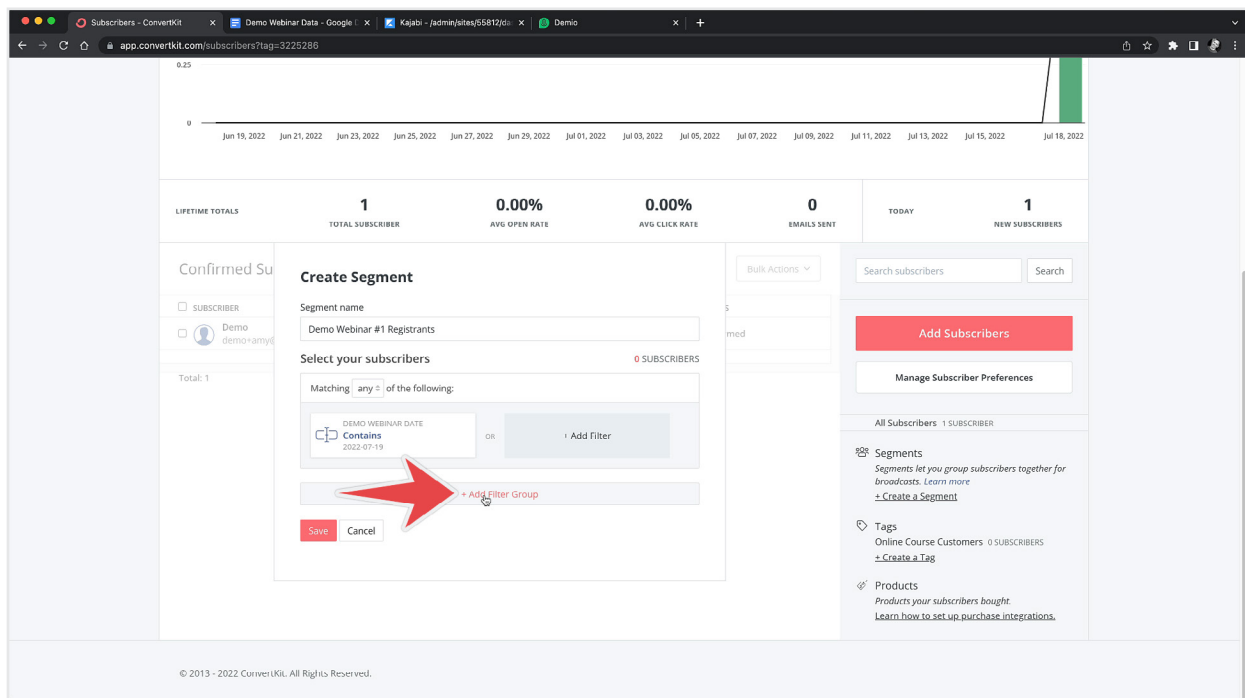 Subscribers - ConvertKit
Demo Webinar Data - Google
Kajabi - /admin/sites/55812/da
Demio
app.convertkit.com/subscribers?tag=3225286
0.25
0
Jun 19, 2022 Jun 21, 2022 Jun 23, 2022 Jun 25, 2022 Jun 27, 2022 Jun 29, 2022 Jul 01, 2022 Jul 03, 2022 Jul 05, 2022 Jul 07, 2022 Jul 09, 2022 Jul 11, 2022 Jul 13, 2022 Jul 15, 2022 Jul 18, 2022
LIFETIME TOTALS
1
TOTAL SUBSCRIBER
0.00%
AVG OPEN RATE
0.00%
AVG CLICK RATE
0
EMAILS SENT
TODAY
1
NEW SUBSCRIBERS
Confirmed Su
Bulk Actions
SUBSCRIBER
S
Demo
demo+amy@
med
Total: 1
Create Segment
Segment name
Demo Webinar #1 Registrants
Select your subscribers
0 SUBSCRIBERS
Matching any of the following:
DEMO WEBINAR DATE
Contains
2022-07-19
OR
+ Add Filter
+ Add Filter Group
Save
Cancel
Search subscribers
Search
Add Subscribers
Manage Subscriber Preferences
All Subscribers 1 SUBSCRIBER
Segments
Segments let you group subscribers together for
broadcasts. Learn more
+ Create a Segment
Tags
Online Course Customers 0 SUBSCRIBERS
+ Create a Tag
Products
Products your subscribers bought.
Learn how to set up purchase integrations.
© 2013 - 2022 ConvertKit. All Rights Reserved.